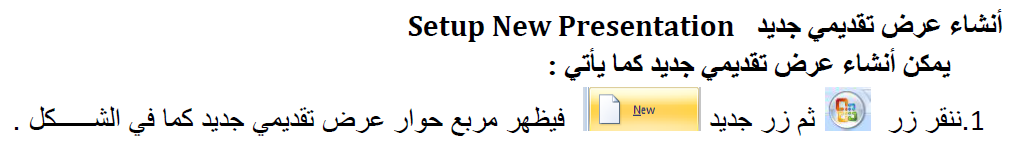 أنشاء عرض تقديمي جديد Setup New Presentation
يمكن أنشاء عرض تقديمي جديد كما يأتي :
1.ننقر زر ثم زر جديد New فيظهر مربع حوار عرض تقديمي جديد كما في الشــــــكل .